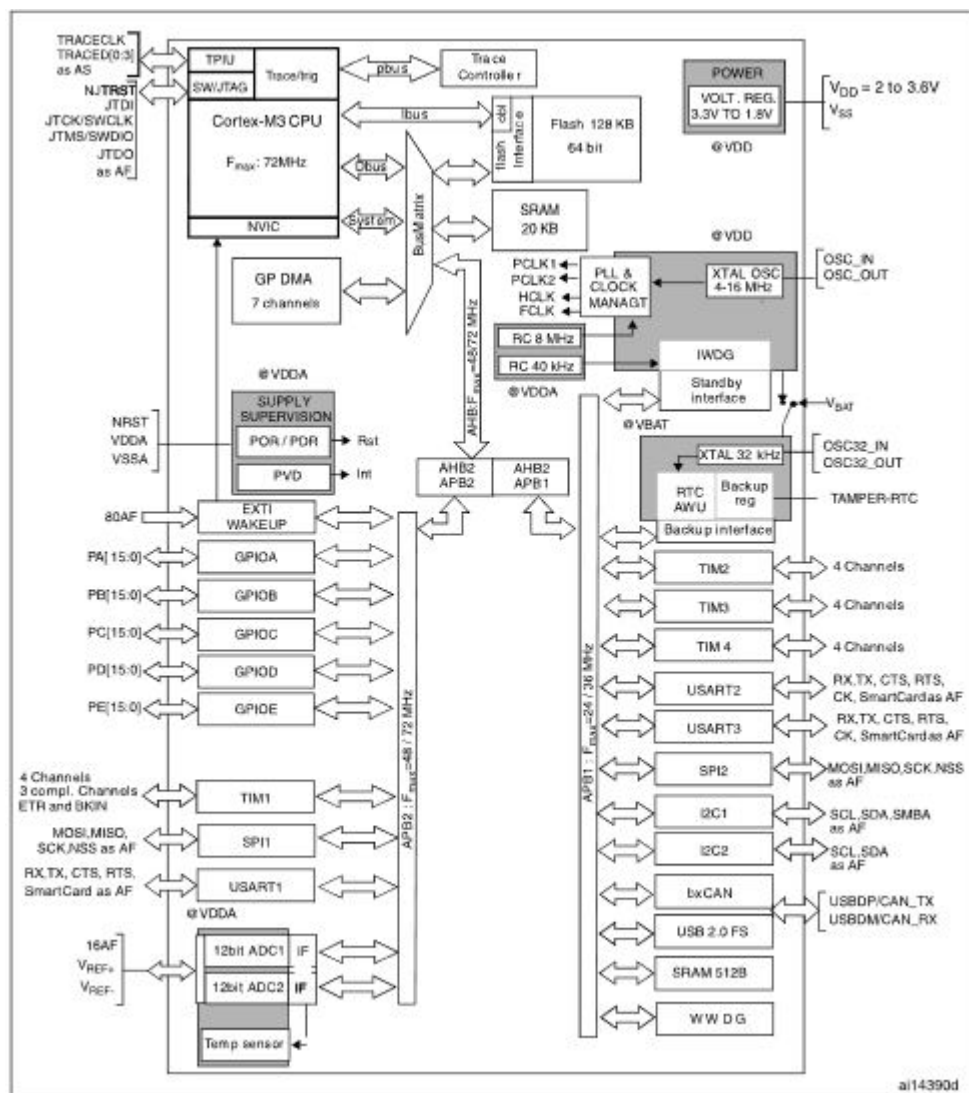 TRACECLK
TRACED[0:3]
as AS
NJTRST
JTDI
JTCK/SWCLK
JTMS/SWDIO
JTDO
as AF
TPIU
SW/JTAG
Trace/trig
Cortex-M3 CPU
Fmax: 72MHz
NVIC
pbus
Trace
Controller
Ibus
Dbus
System
BusMatrix
flash obl
Interface
Flash 128 KB
64 bit
SRAM
20 KB
POWER
VOLT. REG.
3.3V TO 1.8V
@VDD
VDD = 2 to 3.6V
VSS
GP DMA
7 channels
AHB:Fmax=48/72 MHz
@VDD
PCLK1
PCLK2
HCLK
FCLK
PLL &
CLOCK
MANAGT
XTAL OSC
4-16 MHz
OSC_IN
OSC_OUT
RC 8 MHz
RC 40 kHz
@VDDA
IWDG
Standby
interface
VBAT
@VBAT
@VDDA
SUPPLY
SUPERVISION
POR / PDR
Rst
PVD
Int
NRST
VDDA
VSSA
AHB2
APB2
AHB2
APB1
XTAL 32 kHz
OSC32_IN
OSC32_OUT
RTC
AWU
Backup
reg
TAMPER-RTC
Backup interface
80AF
EXTI
WAKEUP
PA[15:0]
GPIOA
PB[15:0]
GPIOB
PC[15:0]
GPIOC
PD[15:0]
GPIOD
PE[15:0]
GPIOE
4 Channels
3 compl. Channels
ETR and BKIN
TIM1
MOSI,MISO,
SCK,NSS as AF
SPI1
RX,TX, CTS, RTS,
SmartCard as AF
USART1
@VDDA
16AF
VREF+
VREF-
12bit ADC1
IF
12bit ADC2
IF
Temp sensor
APB2 : Fmax=48 / 72 MHz
APB1 : Fmax=24 / 36 MHz
TIM2
4 Channels
TIM3
4 Channels
TIM 4
4 Channels
USART2
RX,TX, CTS, RTS,
CK, SmartCard as AF
USART3
RX,TX, CTS, RTS,
CK, SmartCard as AF
SPI2
MOSI,MISO,SCK,NSS
as AF
I2C1
SCL,SDA,SMBA
as AF
I2C2
SCL,SDA
as AF
bxCAN
USBDP/CAN_TX
USBDM/CAN_RX
USB 2.0 FS
SRAM 512B
WWDG
ai14390d